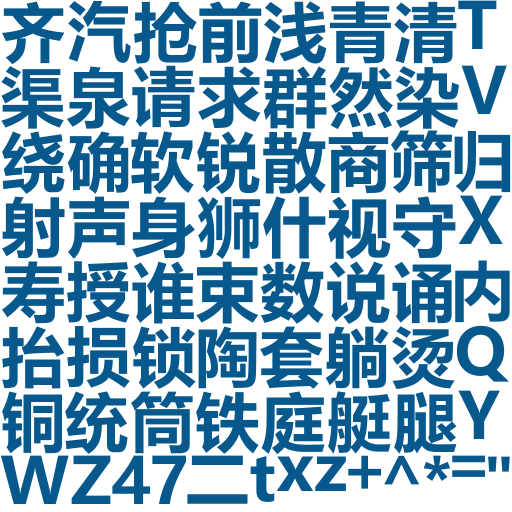 齐汽抢前浅青清T
渠泉请求群然染V
绕确软锐散商筛归
射声身狮什视守X
寿授谁束数说诵内
抬损锁陶套躺烫Q
铜统筒铁庭艇腿Y
WZ47二txz+^*="